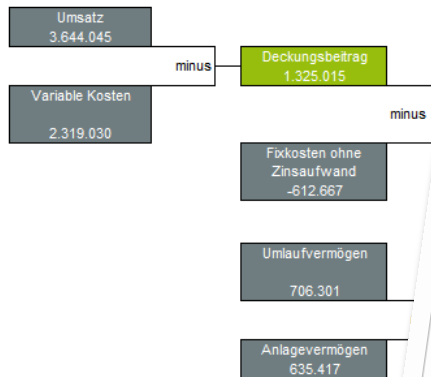 Umsatz
3.644.045
minus
Variable Kosten
2.319.030
Deckungsbeitrag
1.325.015
minus
Fixkosten ohne
Zinsaufwand
-612.667
Umlaufvermögen
706.301
Anlagevermögen
635.417